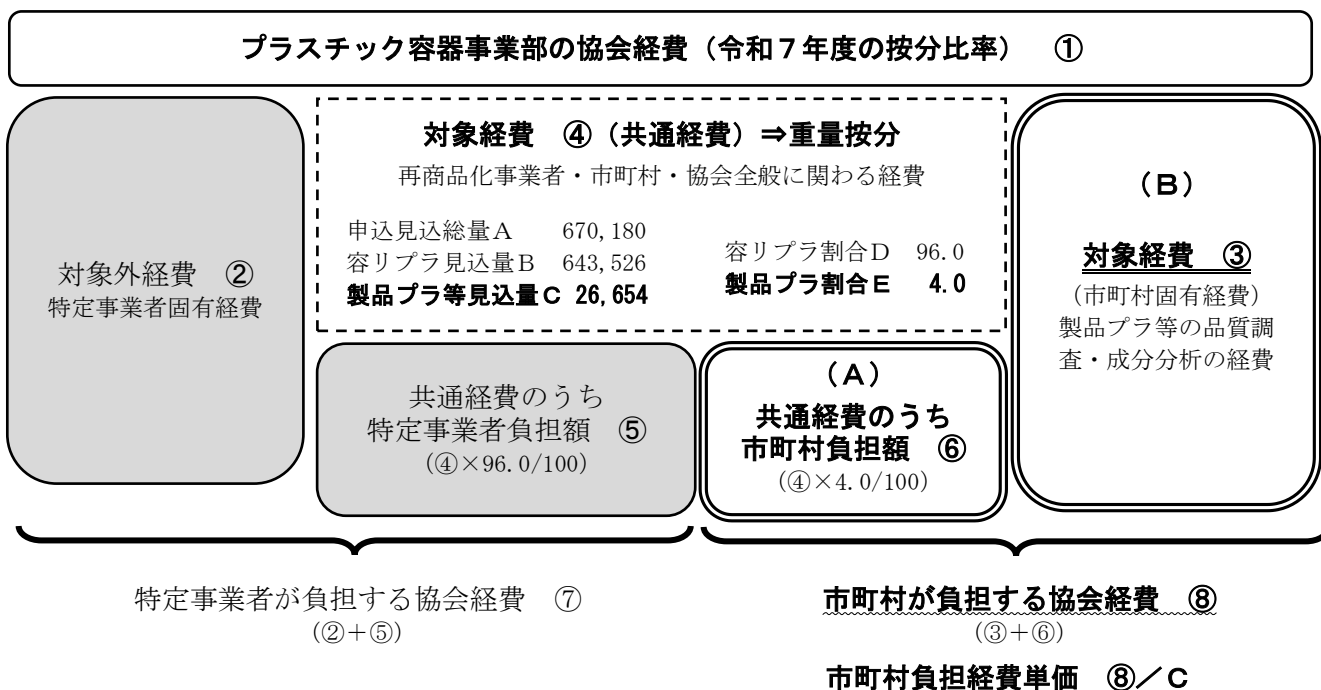 プラスチック容器事業部の協会経費(令和7年度の按分比率) ①
対象外経費 ②
特定事業者固有経費
対象経費 ④(共通経費)⇒重量按分
再商品化事業者・市町村・協会全般に関わる経費
申込見込総量A 670,180
容リプラ見込量B 643,526
製品プラ等見込量C 26,654
容リプラ割合D 96.0
製品プラ割合E 4.0
共通経費のうち
特定事業者負担額 ⑤
(④×96.0/100)
(A)
共通経費のうち
市町村負担額 ⑥
(④×4.0/100)
(B)
対象経費 ③
(市町村固有経費)
製品プラ等の品質調
査・成分分析の経費
特定事業者が負担する協会経費 ⑦
(②+⑤)
市町村が負担する協会経費 ⑧
(③+⑥)
市町村負担経費単価 ⑧/C